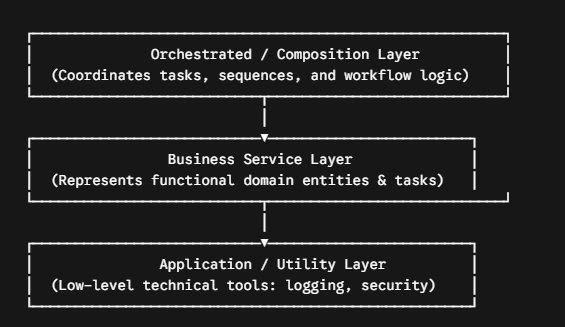 Orchestrated / Composition Layer
(Coordinates tasks, sequences, and workflow logic)
Business Service Layer
(Represents functional domain entities & tasks)
Application / Utility Layer
(Low-level technical tools: logging, security)